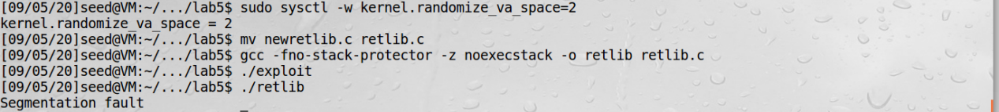 [09/05/20]seed@VM:~/.../lab5$ sudo sysctl -w kernel.randomize_va_space=2
kernel.randomize_va_space = 2
[09/05/20]seed@VM:~/.../lab5$ mv newretlib.c retlib.c
[09/05/20]seed@VM:~/.../lab5$ gcc -fno-stack-protector -z noexecstack -o retlib retlib.c
[09/05/20]seed@VM:~/.../lab5$ ./exploit
[09/05/20]seed@VM:~/.../lab5$ ./retlib
Segmentation fault